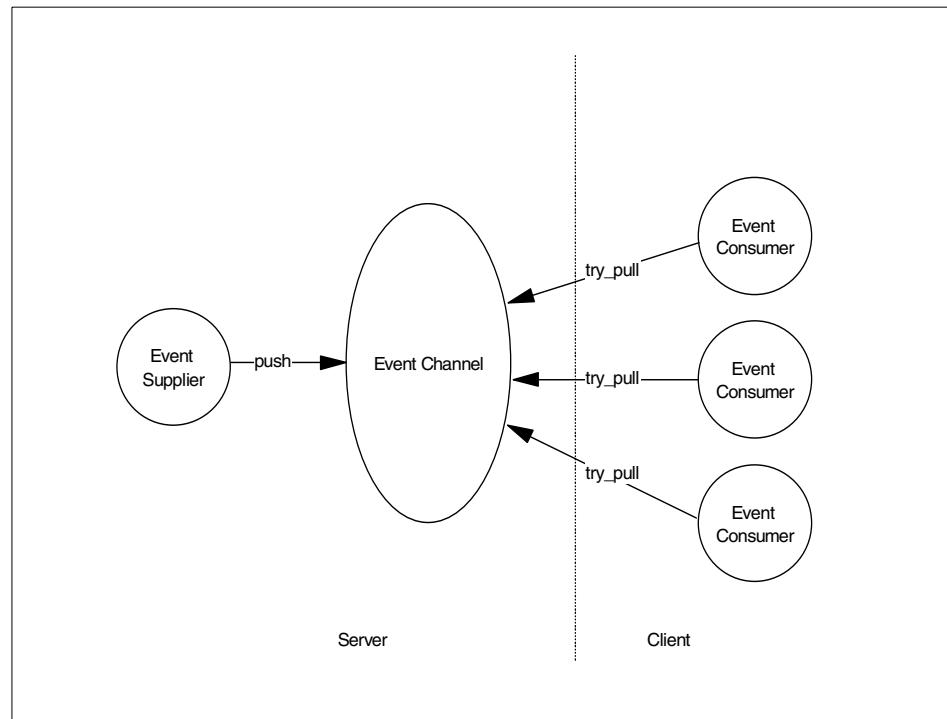 Event
Consumer
try_pull
Event
Supplier
push
Event Channel
try_pull
Event
Consumer
try_pull
Event
Consumer
Server
Client